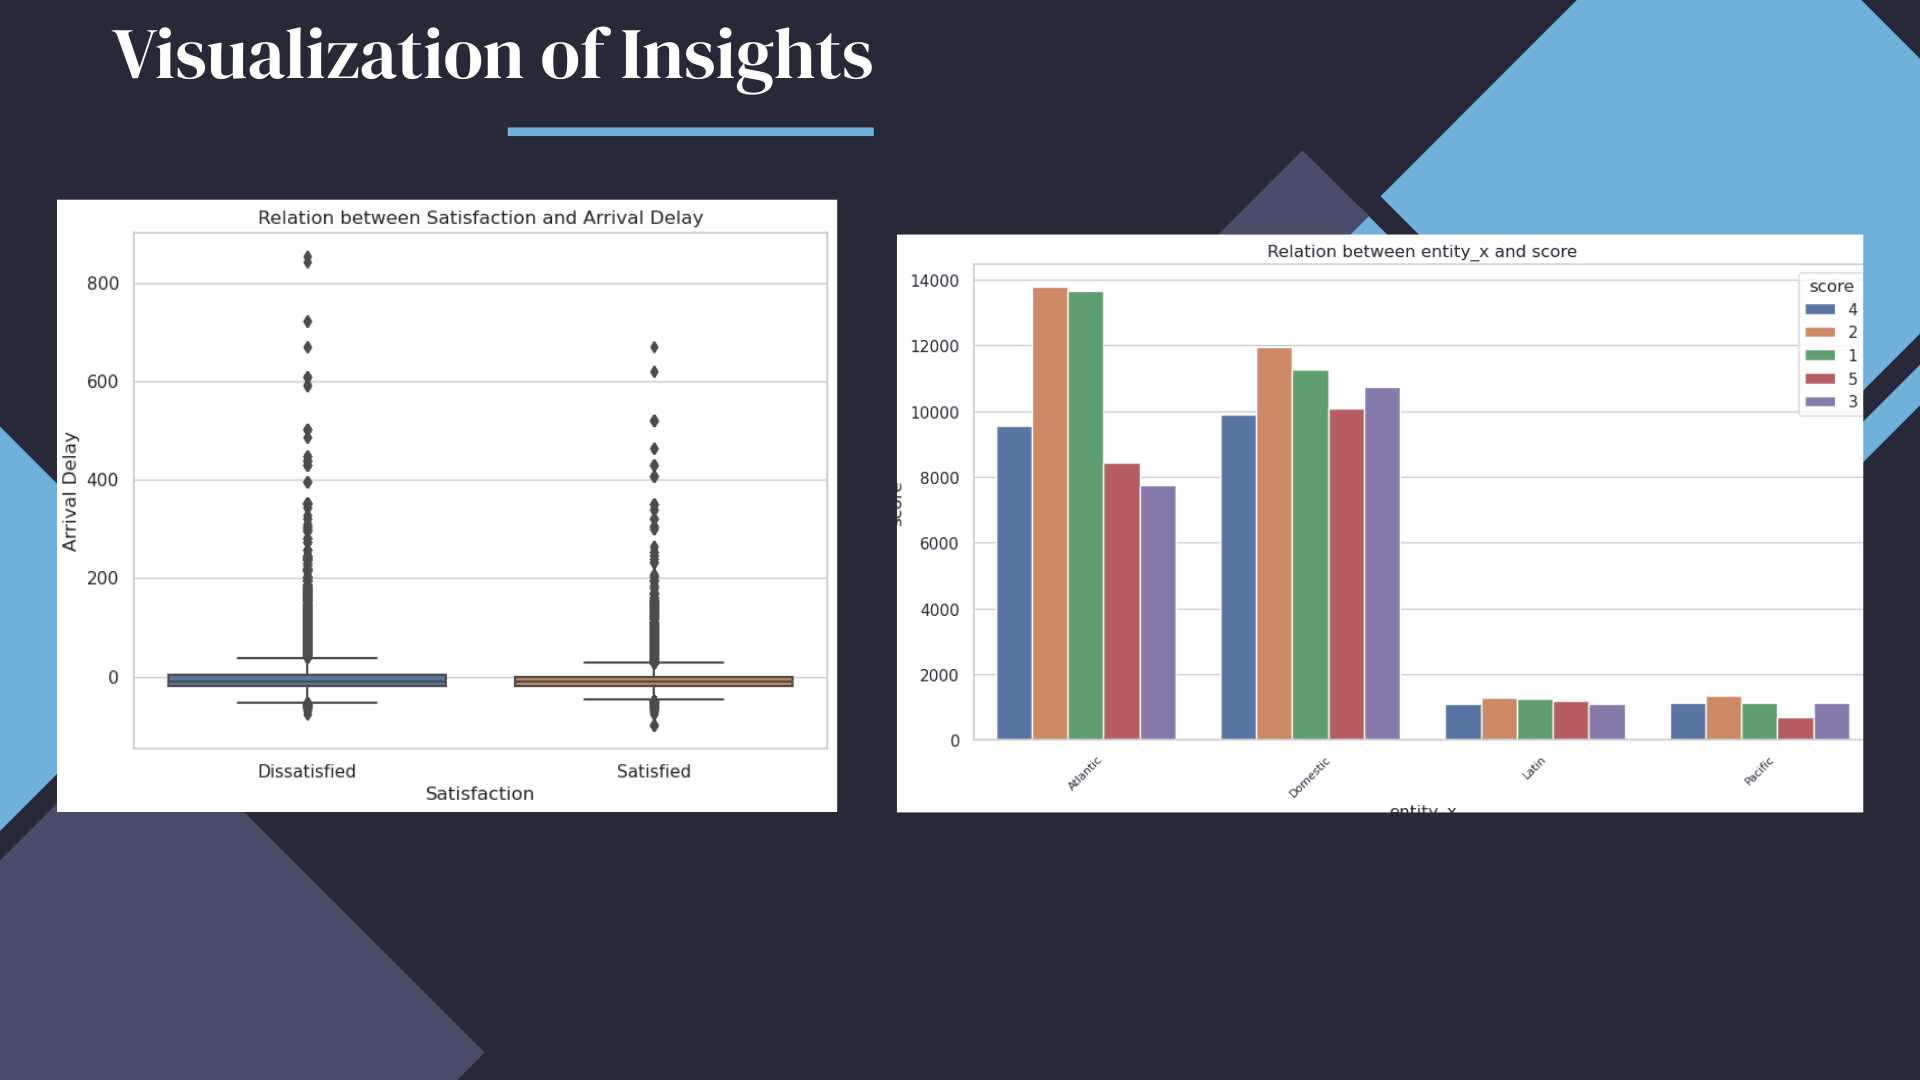 Visualization of Insights
Relation between Satisfaction and Arrival Delay
Arrival Delay
800
600
400
200
0
Dissatisfied
Satisfied
Satisfaction
Relation between entity_x and score
score
14000
12000
10000
8000
6000
4000
2000
0
score
4
2
1
5
3
Atlantic
Domestic
Latin
Pacific
entity_x